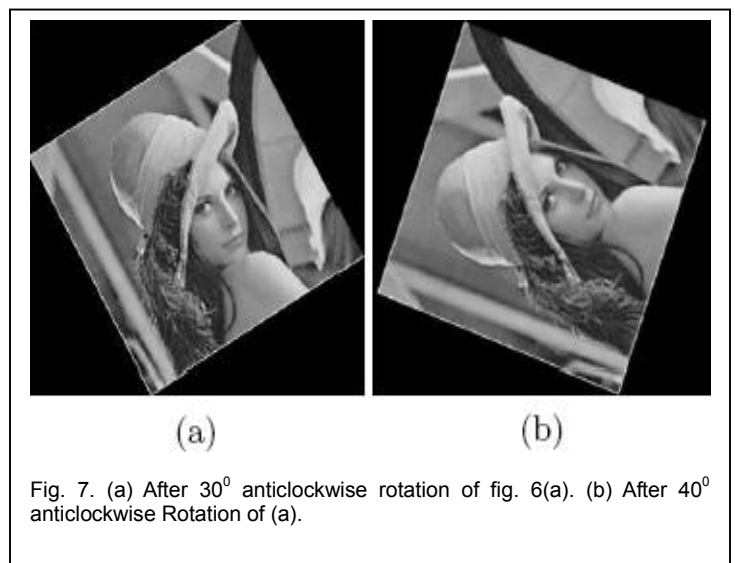 (a)
(b)
Fig. 7. (a) After 30⁰ anticlockwise rotation of fig. 6(a). (b) After 40⁰
anticlockwise Rotation of (a).